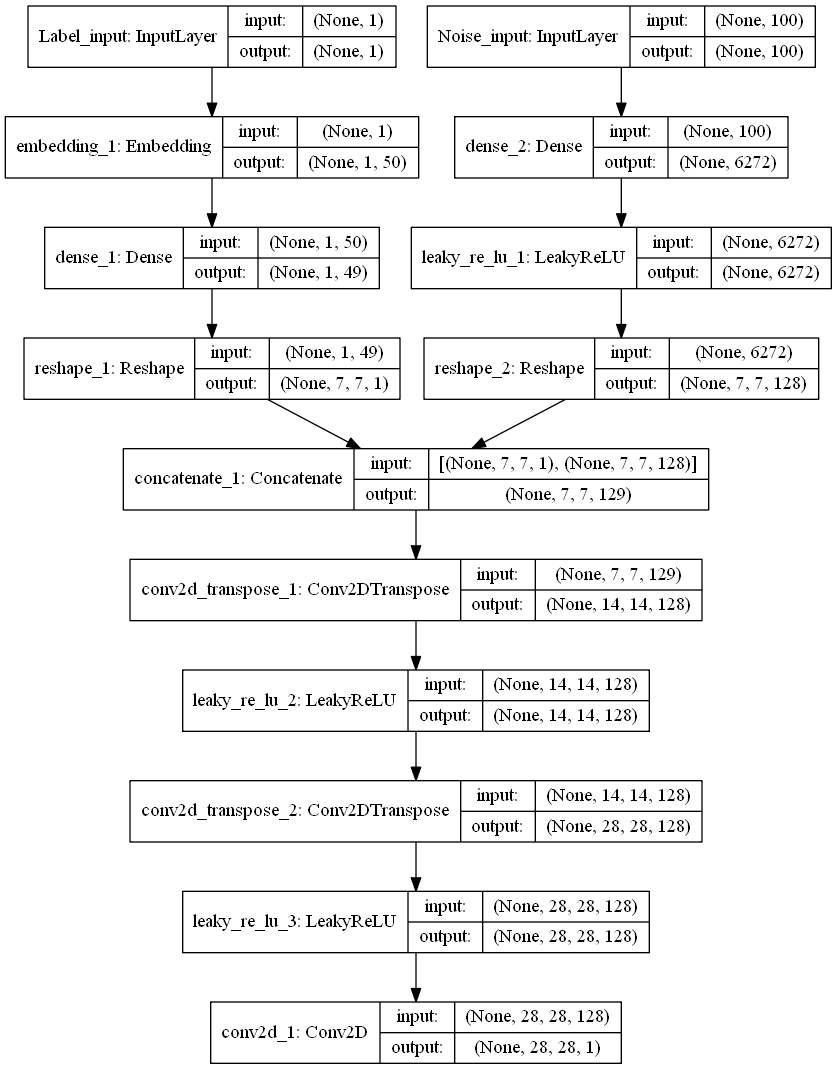 Label_input: InputLayer
input: (None, 1)
output: (None, 1)
Noise_input: InputLayer
input: (None, 100)
output: (None, 100)
embedding_1: Embedding
input: (None, 1)
output: (None, 1, 50)
dense_2: Dense
input: (None, 100)
output: (None, 6272)
dense_1: Dense
input: (None, 1, 50)
output: (None, 1, 49)
leaky_re_lu_1: LeakyReLU
input: (None, 6272)
output: (None, 6272)
reshape_1: Reshape
input: (None, 1, 49)
output: (None, 7, 7, 1)
reshape_2: Reshape
input: (None, 6272)
output: (None, 7, 7, 128)
concatenate_1: Concatenate
input: [(None, 7, 7, 1), (None, 7, 7, 128)]
output: (None, 7, 7, 129)
conv2d_transpose_1: Conv2DTranspose
input: (None, 7, 7, 129)
output: (None, 14, 14, 128)
leaky_re_lu_2: LeakyReLU
input: (None, 14, 14, 128)
output: (None, 14, 14, 128)
conv2d_transpose_2: Conv2DTranspose
input: (None, 14, 14, 128)
output: (None, 28, 28, 128)
leaky_re_lu_3: LeakyReLU
input: (None, 28, 28, 128)
output: (None, 28, 28, 128)
conv2d_1: Conv2D
input: (None, 28, 28, 128)
output: (None, 28, 28, 1)